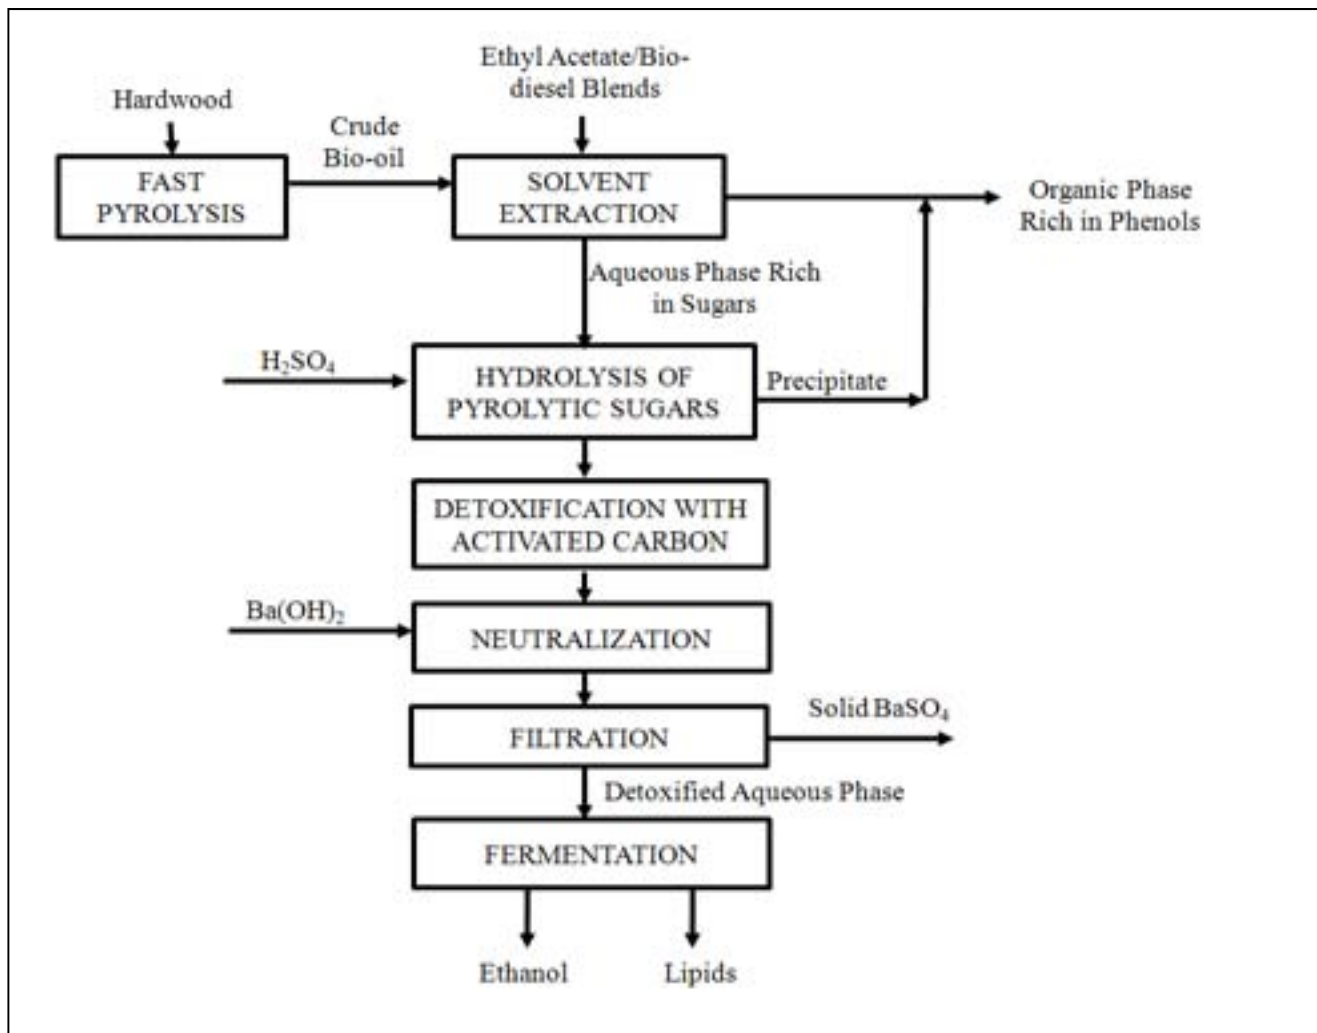 Ethyl Acetate/Bio-
diesel Blends
Hardwood
Crude
Bio-oil
FAST
PYROLYSIS
SOLVENT
EXTRACTION
Organic Phase
Rich in Phenols
Aqueous Phase Rich
in Sugars
H₂SO₄
HYDROLYSIS OF
PYROLYTIC SUGARS
Precipitate
DETOXIFICATION WITH
ACTIVATED CARBON
Ba(OH)₂
NEUTRALIZATION
Solid BaSO₄
FILTRATION
Detoxified Aqueous Phase
FERMENTATION
Ethanol
Lipids